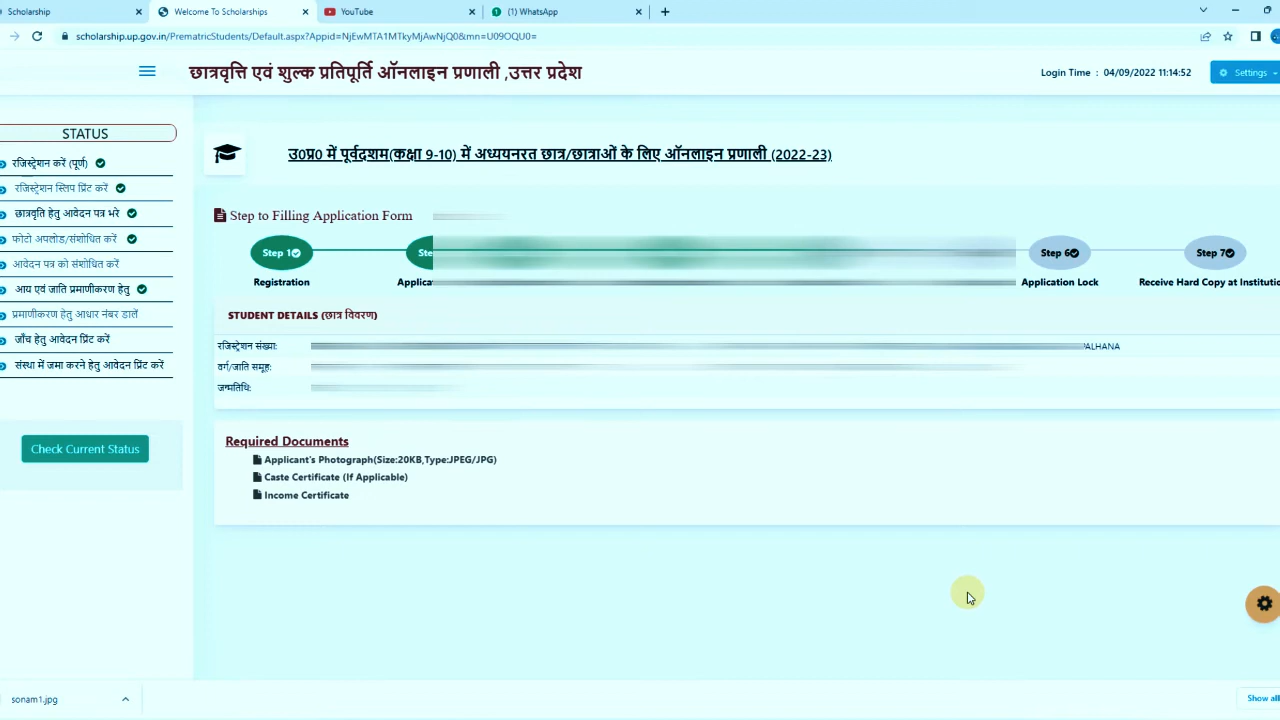 Scholarship
Welcome To Scholarships
YouTube
(1) WhatsApp
scholarship.up.gov.in/PrematricStudents/Default.aspx?Appid=NjEwMTA1MTkyMjAwNjQ0&mn=U09OQU0=
छात्रवृत्ति एवं शुल्क प्रतिपूर्ति ऑनलाइन प्रणाली ,उत्तर प्रदेश
Login Time : 04/09/2022 11:14:52
Settings
STATUS
रजिस्ट्रेशन करें (पूर्ण)
रजिस्ट्रेशन स्लिप प्रिंट करें
छात्रवृति हेतु आवेदन पत्र भरे
फोटो अपलोड/संशोधित करें
आवेदन पत्र को संशोधित करें
आय एवं जाति प्रमाणीकरण हेतु
प्रमाणीकरण हेतु आधार नंबर डालें
जाँच हेतु आवेदन प्रिंट करें
संस्था में जमा करने हेतु आवेदन प्रिंट करें
Check Current Status
उ0प्र0 में पूर्वदशम(कक्षा 9-10) में अध्ययनरत छात्र/छात्राओं के लिए ऑनलाइन प्रणाली (2022-23)
Step to Filling Application Form
Step 1 Ste Step 6 Step 7
Registration Applica Application Lock Receive Hard Copy at Institutio
STUDENT DETAILS (छात्र विवरण)
रजिस्ट्रेशन संख्या: ALHANA
वर्ग/जाति समूह:
जन्मतिथि:
Required Documents
Applicant's Photograph(Size:20KB,Type:JPEG/JPG)
Caste Certificate (If Applicable)
Income Certificate
sonam1.jpg
Show all